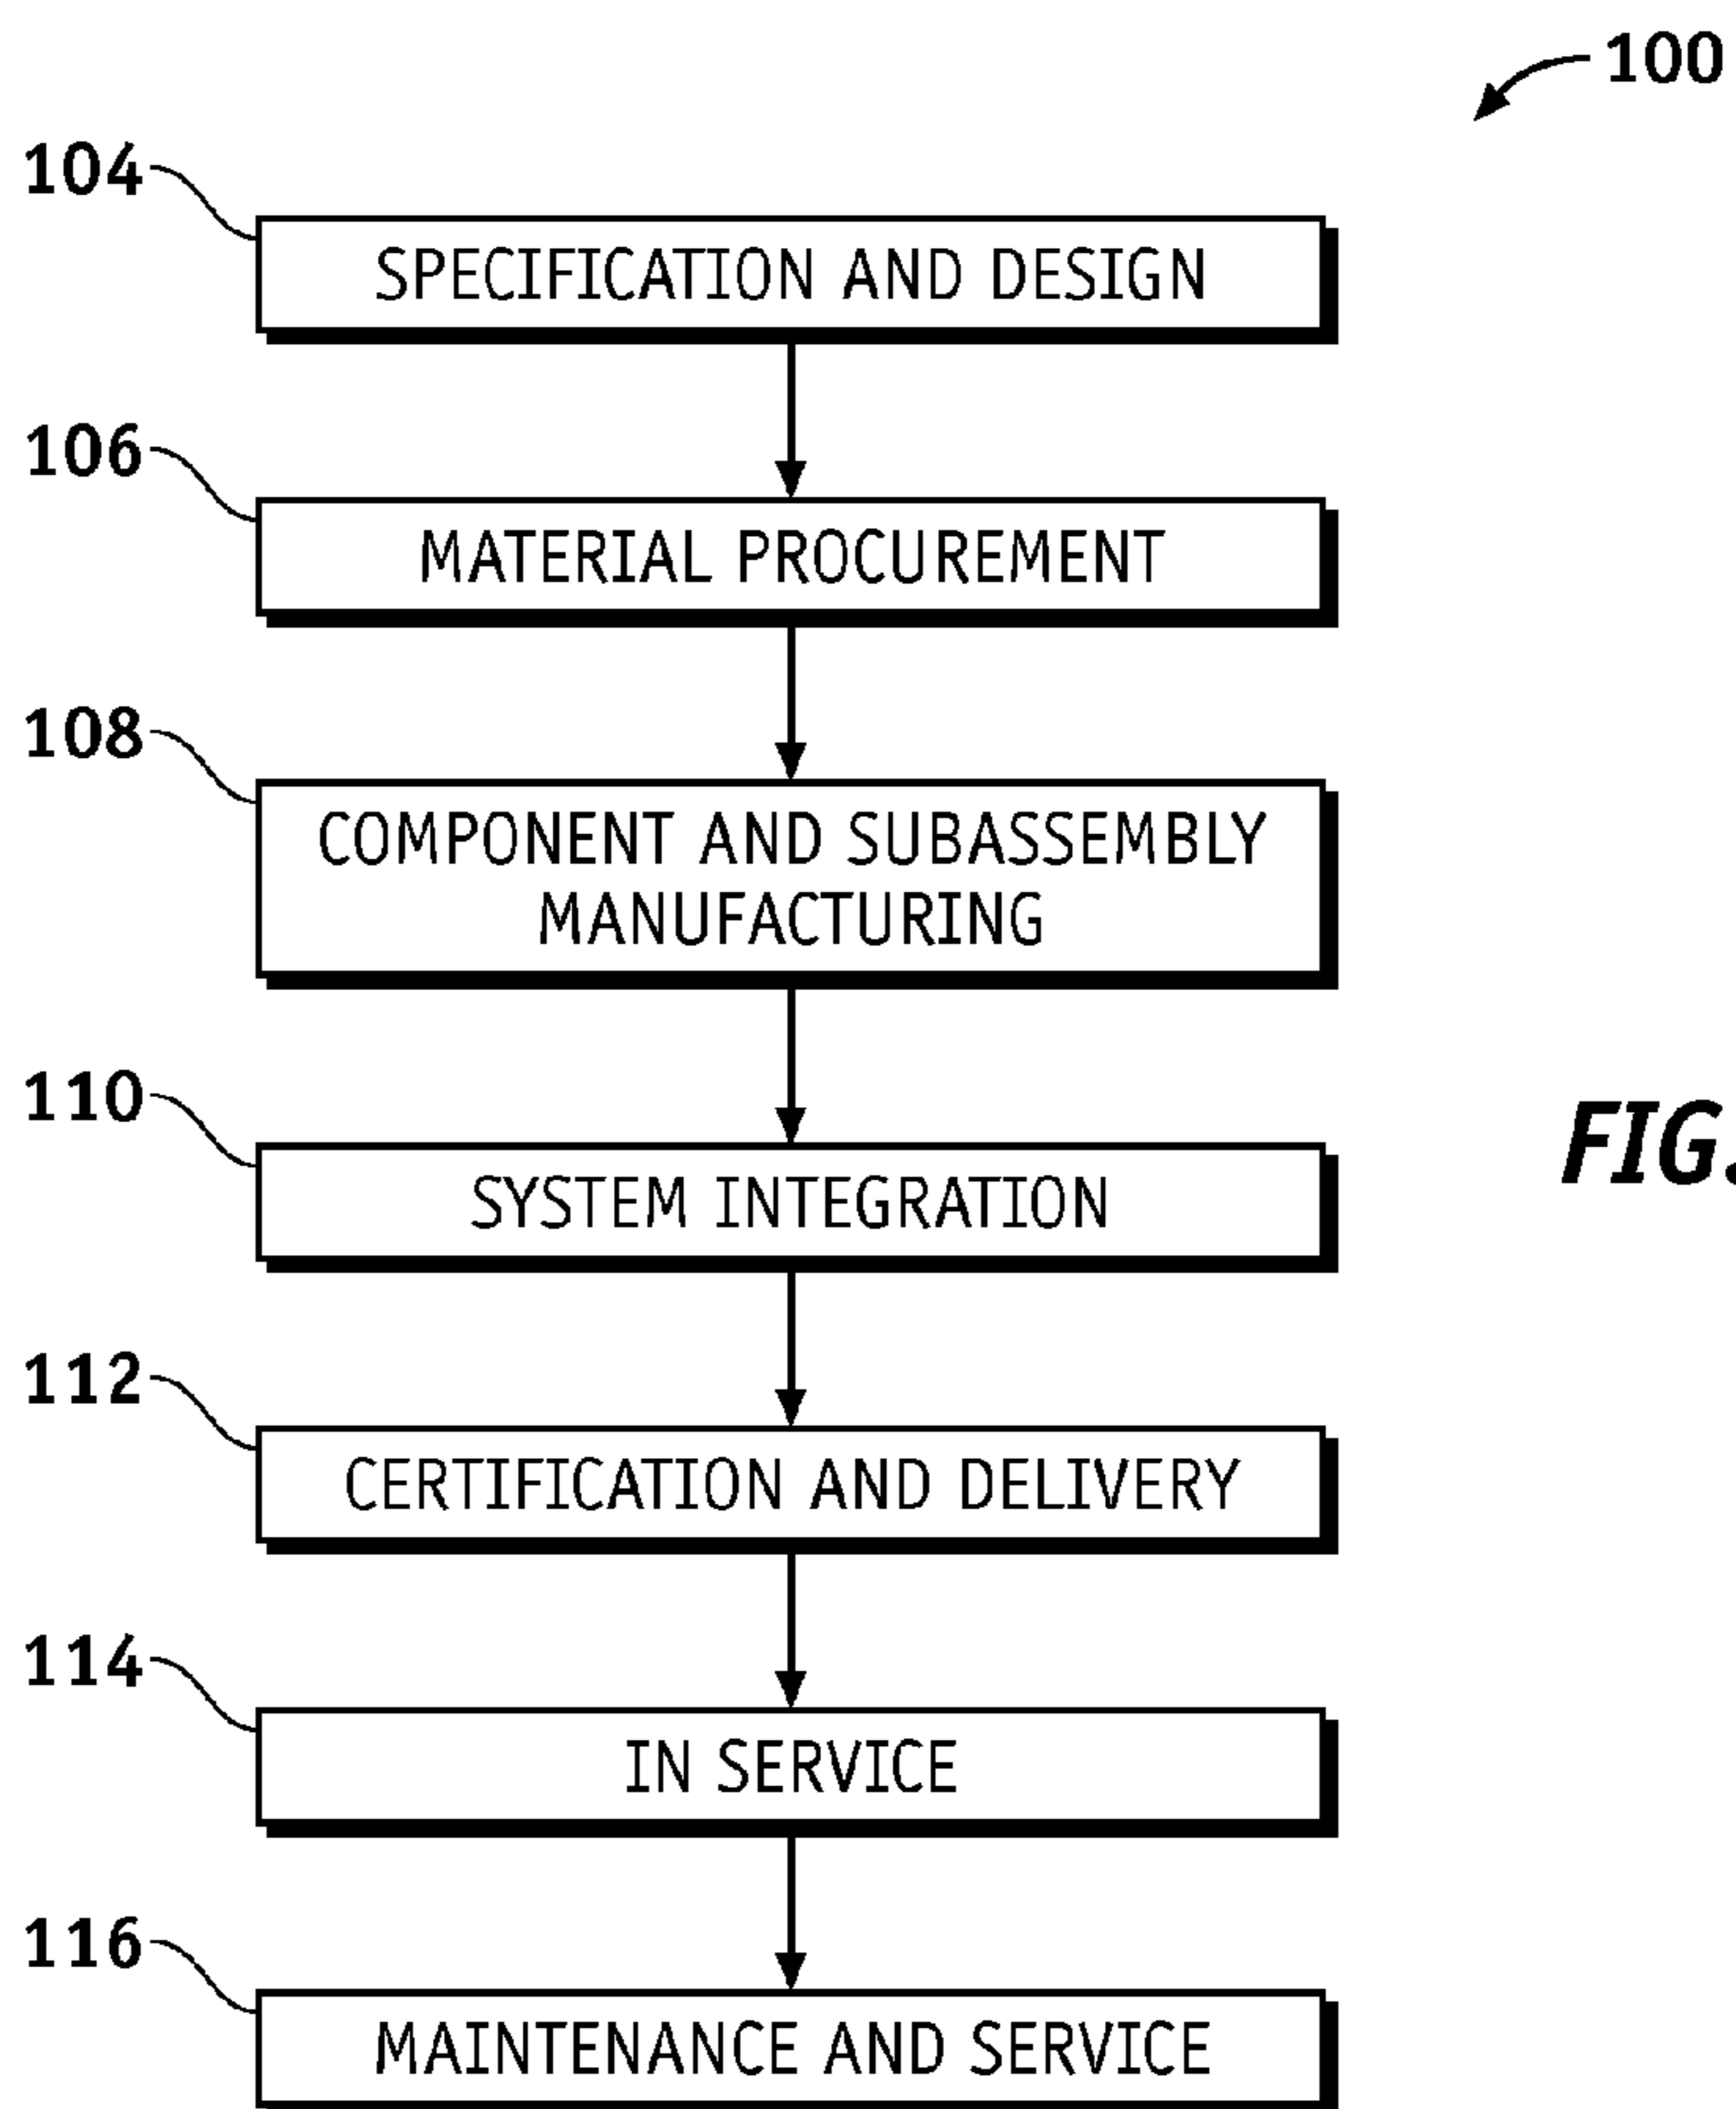 100
104
SPECIFICATION AND DESIGN
106
MATERIAL PROCUREMENT
108
COMPONENT AND SUBASSEMBLY
MANUFACTURING
110
SYSTEM INTEGRATION
FIG.
112
CERTIFICATION AND DELIVERY
114
IN SERVICE
116
MAINTENANCE AND SERVICE